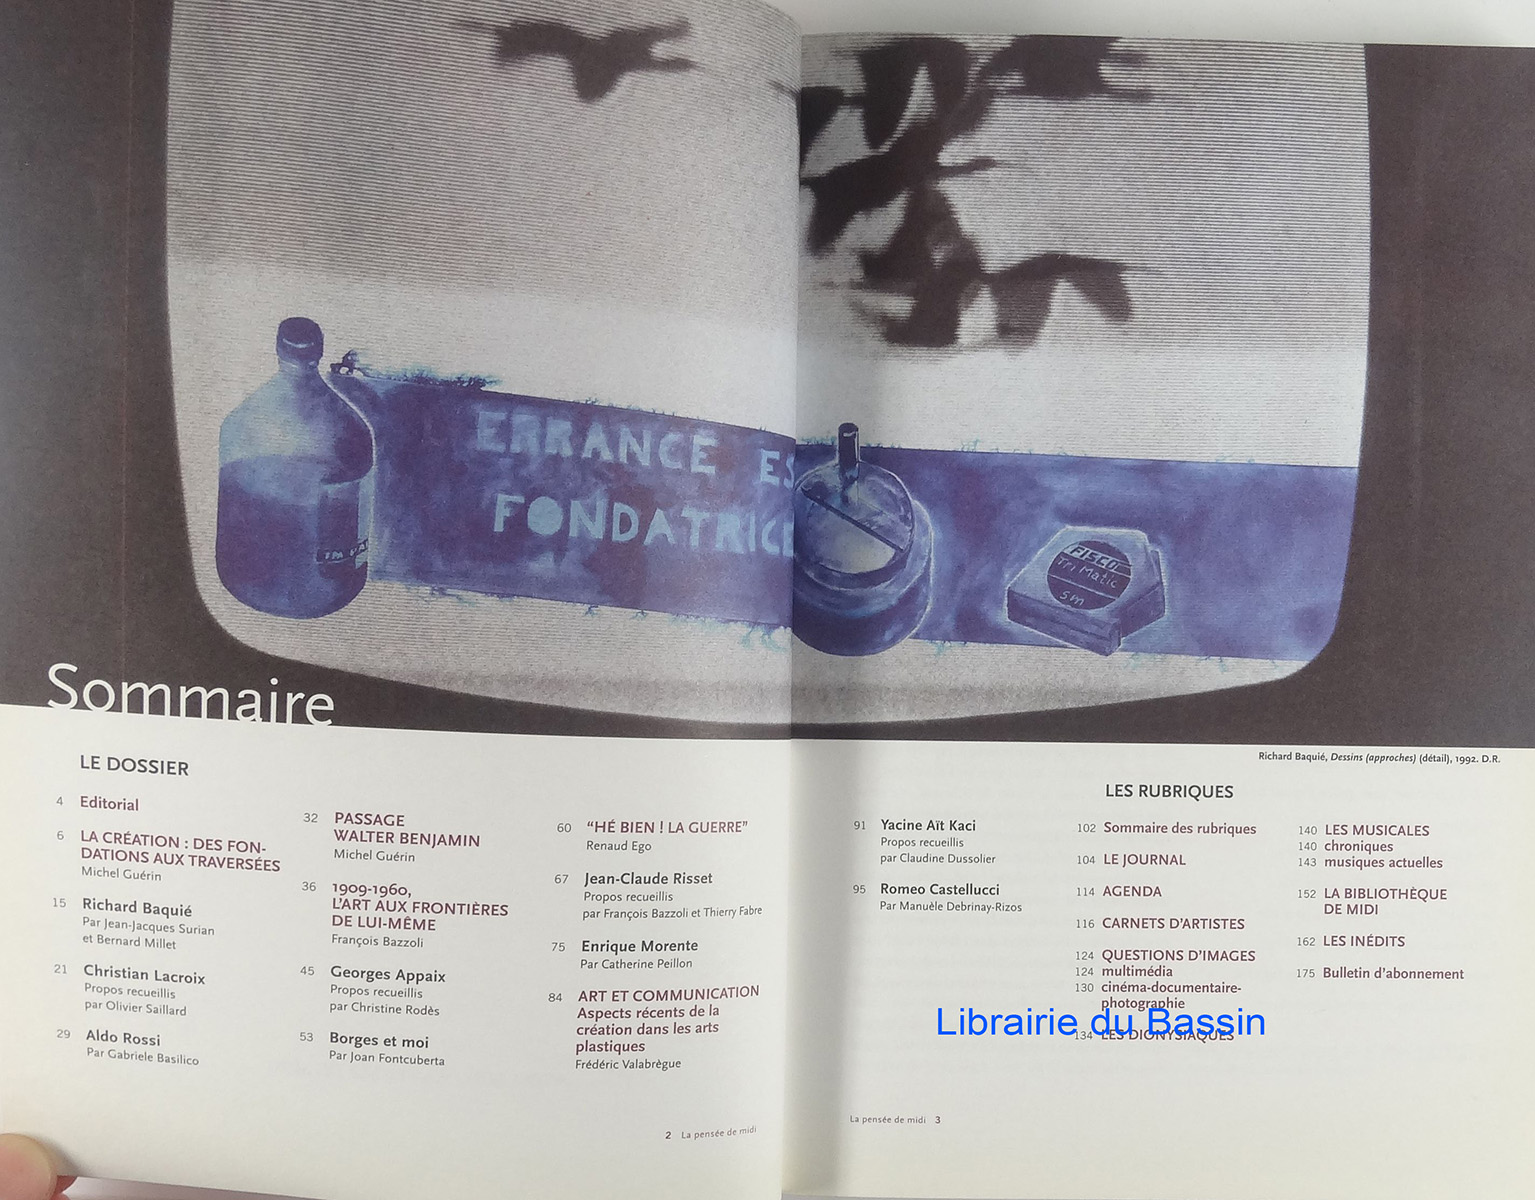 ERRANCE ES
FONDATRICE
FISCO
Tri Matic
5m
Sommaire
Richard Baquié, Dessins (approches) (détail), 1992. D.R.
LE DOSSIER
4 Editorial
6 LA CRÉATION : DES FON-
DATIONS AUX TRAVERSÉES
Michel Guérin
15 Richard Baquié
Par Jean-Jacques Surian
et Bernard Millet
21 Christian Lacroix
Propos recueillis
par Olivier Saillard
29 Aldo Rossi
Par Gabriele Basilico
32 PASSAGE
WALTER BENJAMIN
Michel Guérin
36 1909-1960,
L'ART AUX FRONTIÈRES
DE LUI-MÊME
François Bazzoli
45 Georges Appaix
Propos recueillis
par Christine Rodès
53 Borges et moi
Par Joan Fontcuberta
60 “HÉ BIEN ! LA GUERRE”
Renaud Ego
67 Jean-Claude Risset
Propos recueillis
par François Bazzoli et Thierry Fabre
75 Enrique Morente
Par Catherine Peillon
84 ART ET COMMUNICATION
Aspects récents de la
création dans les arts
plastiques
Frédéric Valabrègue
2 La pensée de midi
91 Yacine Aït Kaci
Propos recueillis
par Claudine Dussolier
95 Romeo Castellucci
Par Manuèle Debrinay-Rizos
LES RUBRIQUES
102 Sommaire des rubriques
104 LE JOURNAL
114 AGENDA
116 CARNETS D'ARTISTES
124 QUESTIONS D'IMAGES
124 multimédia
130 cinéma-documentaire-
photographie
134 LES DIONYSIAQUES
140 LES MUSICALES
140 chroniques
143 musiques actuelles
152 LA BIBLIOTHÈQUE
DE MIDI
162 LES INÉDITS
175 Bulletin d'abonnement
Librairie du Bassin
La pensée de midi 3